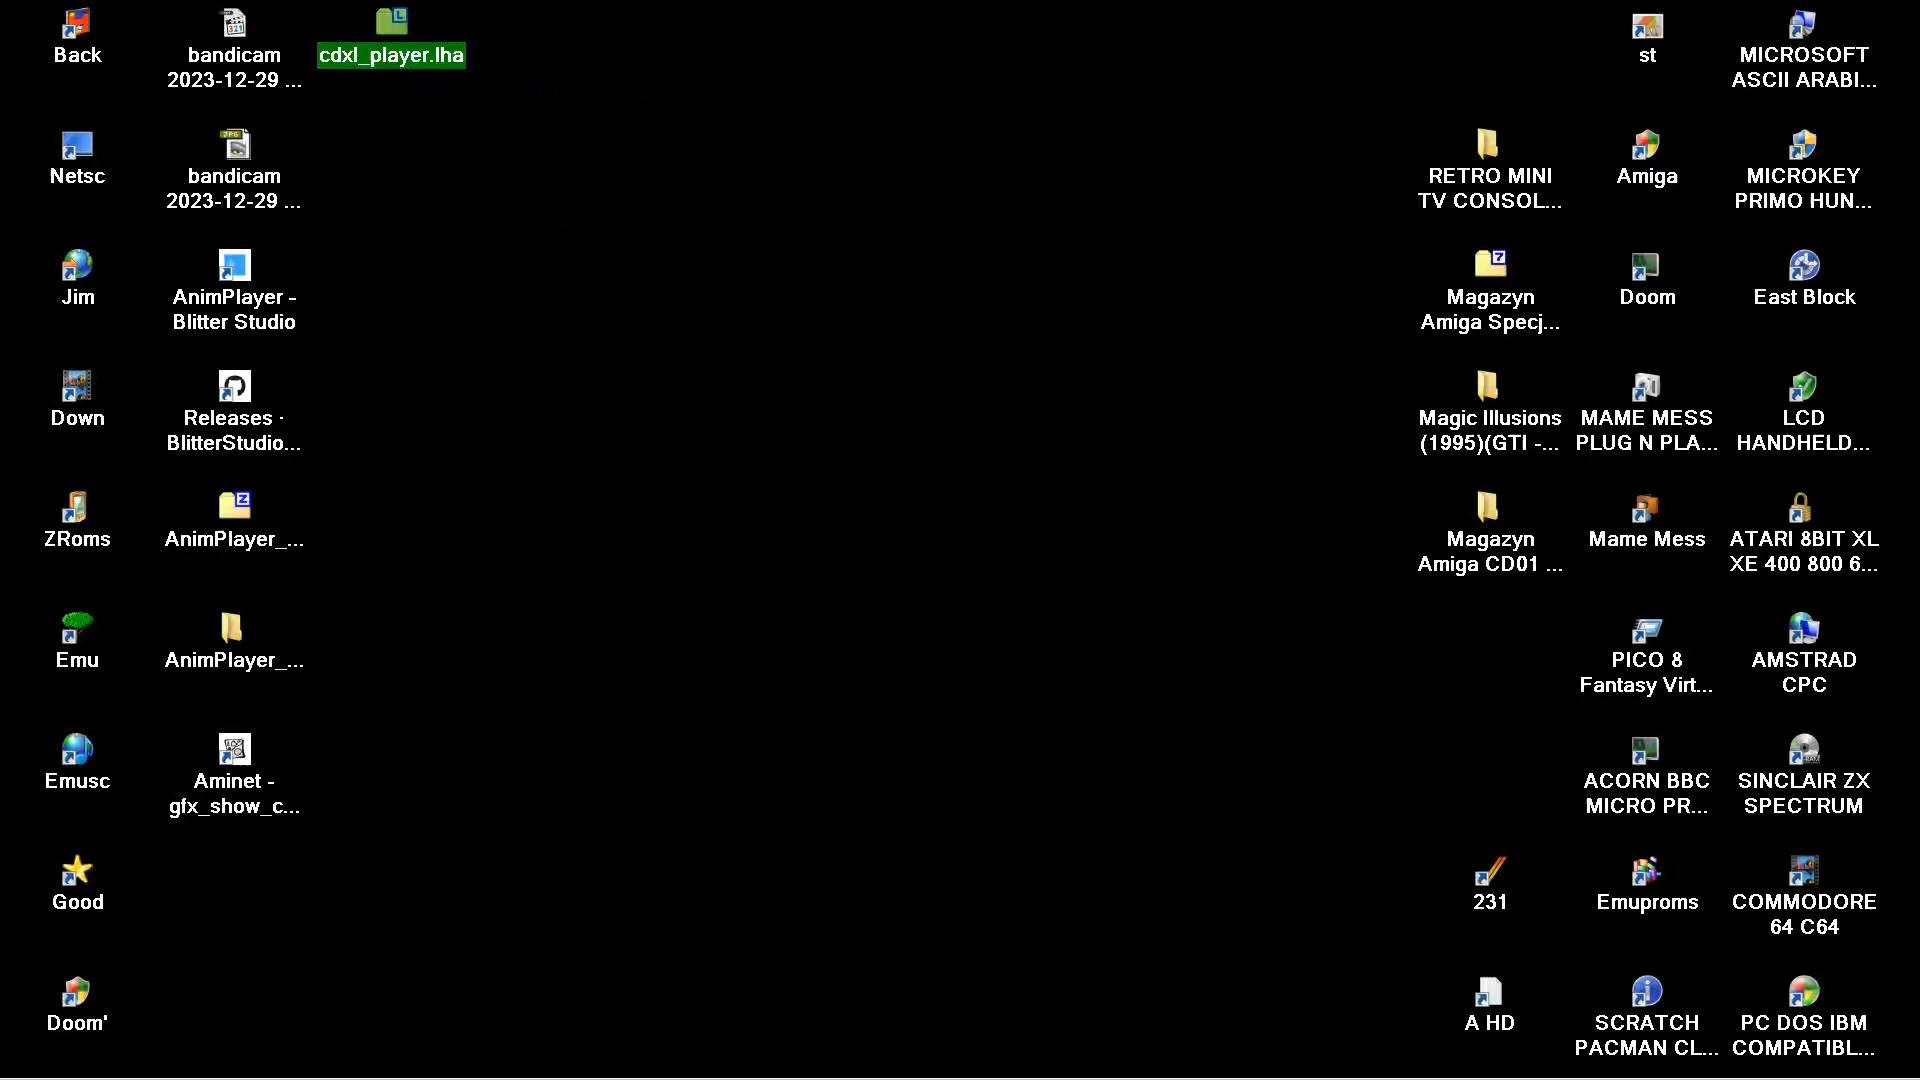 Back
bandicam
2023-12-29 ...
cdxl_player.lha
st
MICROSOFT
ASCII ARABI...
Netsc
bandicam
2023-12-29 ...
RETRO MINI
TV CONSOL...
Amiga
MICROKEY
PRIMO HUN...
Jim
AnimPlayer -
Blitter Studio
Magazyn
Amiga Specj...
Doom
East Block
Down
Releases ·
BlitterStudio...
Magic Illusions
(1995)(GTI -...
MAME MESS
PLUG N PLA...
LCD
HANDHELD...
ZRoms
AnimPlayer_...
Magazyn
Amiga CD01 ...
Mame Mess
ATARI 8BIT XL
XE 400 800 6...
Emu
AnimPlayer_...
PICO 8
Fantasy Virt...
AMSTRAD
CPC
Emusc
Aminet -
gfx_show_c...
ACORN BBC
MICRO PR...
SINCLAIR ZX
SPECTRUM
Good
231
Emuproms
COMMODORE
64 C64
Doom'
A HD
SCRATCH
PACMAN CL...
PC DOS IBM
COMPATIBL...